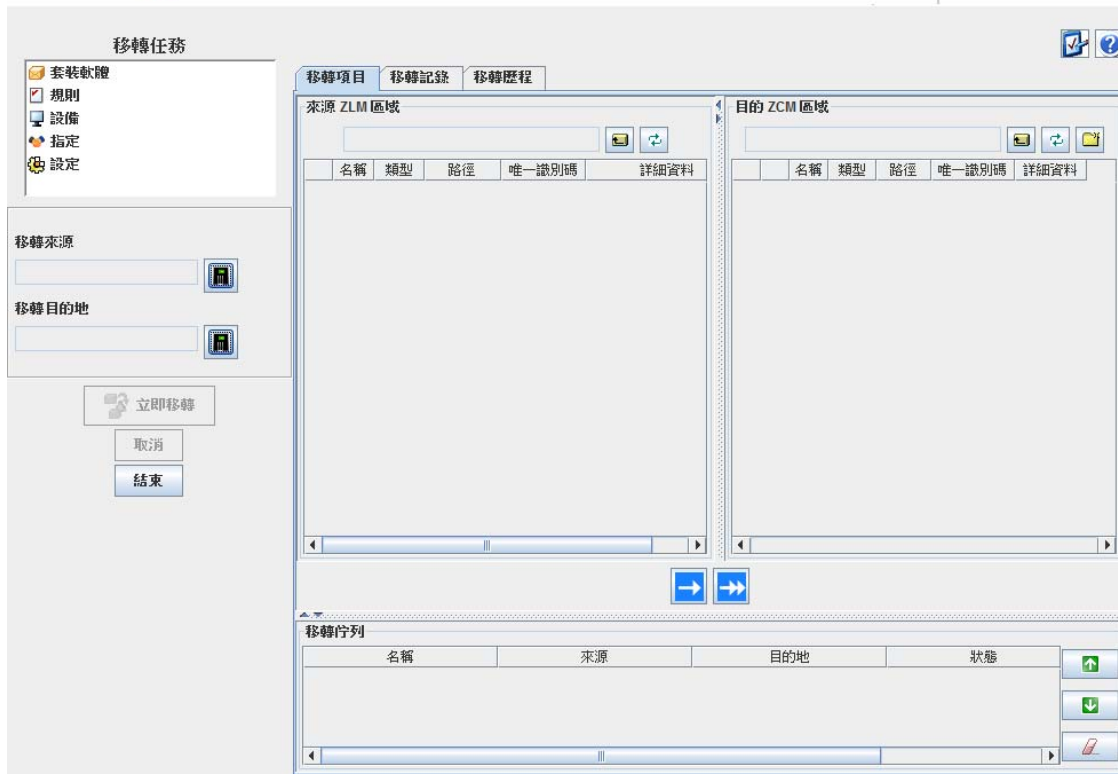 移轉任務
套裝軟體
規則
設備
指定
設定
移轉來源
移轉目的地
立即移轉
取消
結束
移轉項目 移轉記錄 移轉歷程
來源 ZLM 區域
名稱 類型 路徑 唯一識別碼 詳細資料
目的 ZCM 區域
名稱 類型 路徑 唯一識別碼 詳細資料
移轉佇列
名稱 來源 目的地 狀態